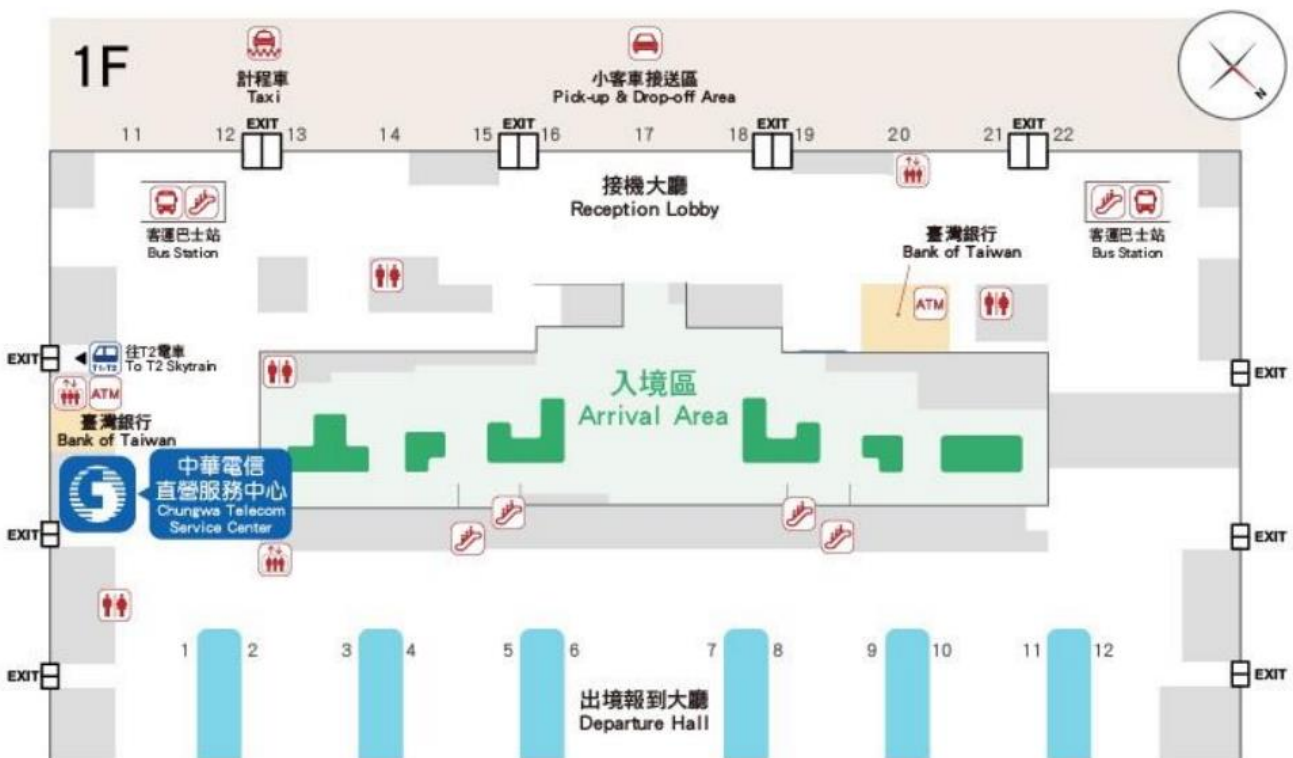 1F
計程車
Taxi
小客車接送區
Pick-up & Drop-off Area
N
11
12
EXIT
13
14
15
EXIT
16
17
18
EXIT
19
20
21
EXIT
22
接機大廳
Reception Lobby
客運巴士站
Bus Station
臺灣銀行
Bank of Taiwan
客運巴士站
Bus Station
ATM
EXIT
T1-T2
往T2電車
To T2 Skytrain
EXIT
ATM
臺灣銀行
Bank of Taiwan
入境區
Arrival Area
中華電信
直營服務中心
Chungwa Telecom
Service Center
EXIT
EXIT
1
2
3
4
5
6
7
8
9
10
11
12
EXIT
EXIT
出境報到大廳
Departure Hall